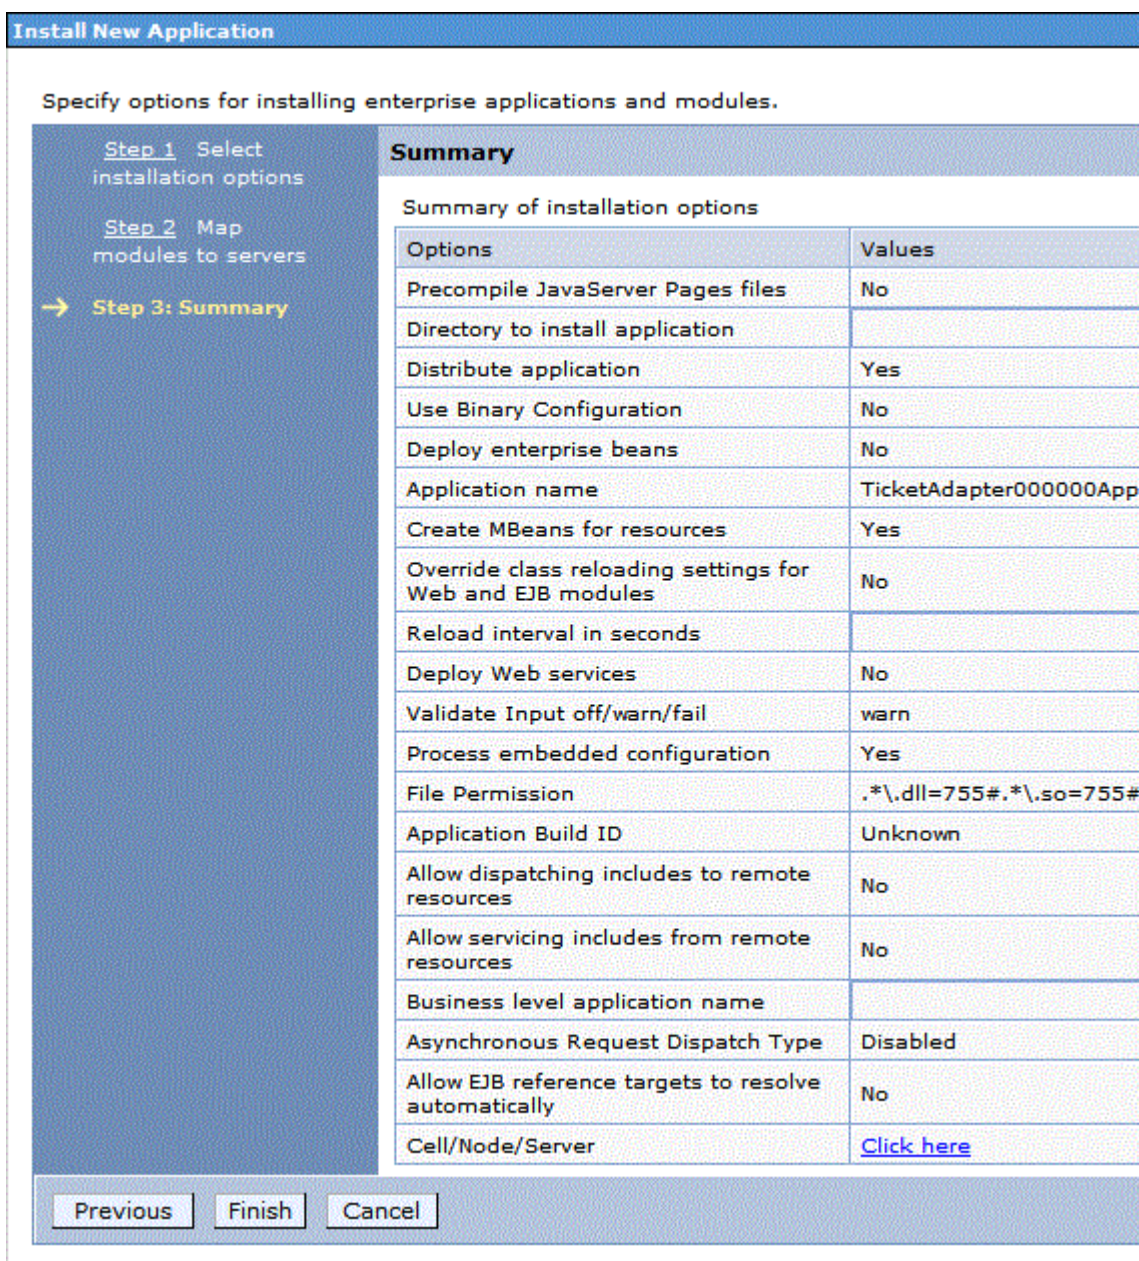 Install New Application
Specify options for installing enterprise applications and modules.
Step 1 Select
installation options
Step 2 Map
modules to servers
Step 3: Summary
Summary
Summary of installation options
Options Values
Precompile JavaServer Pages files No
Directory to install application
Distribute application Yes
Use Binary Configuration No
Deploy enterprise beans No
Application name TicketAdapter000000App
Create MBeans for resources Yes
Override class reloading settings for
Web and EJB modules No
Reload interval in seconds
Deploy Web services No
Validate Input off/warn/fail warn
Process embedded configuration Yes
File Permission .*\.dll=755#.*\.so=755#
Application Build ID Unknown
Allow dispatching includes to remote
resources No
Allow servicing includes from remote
resources No
Business level application name
Asynchronous Request Dispatch Type Disabled
Allow EJB reference targets to resolve
automatically No
Cell/Node/Server Click here
Previous Finish Cancel